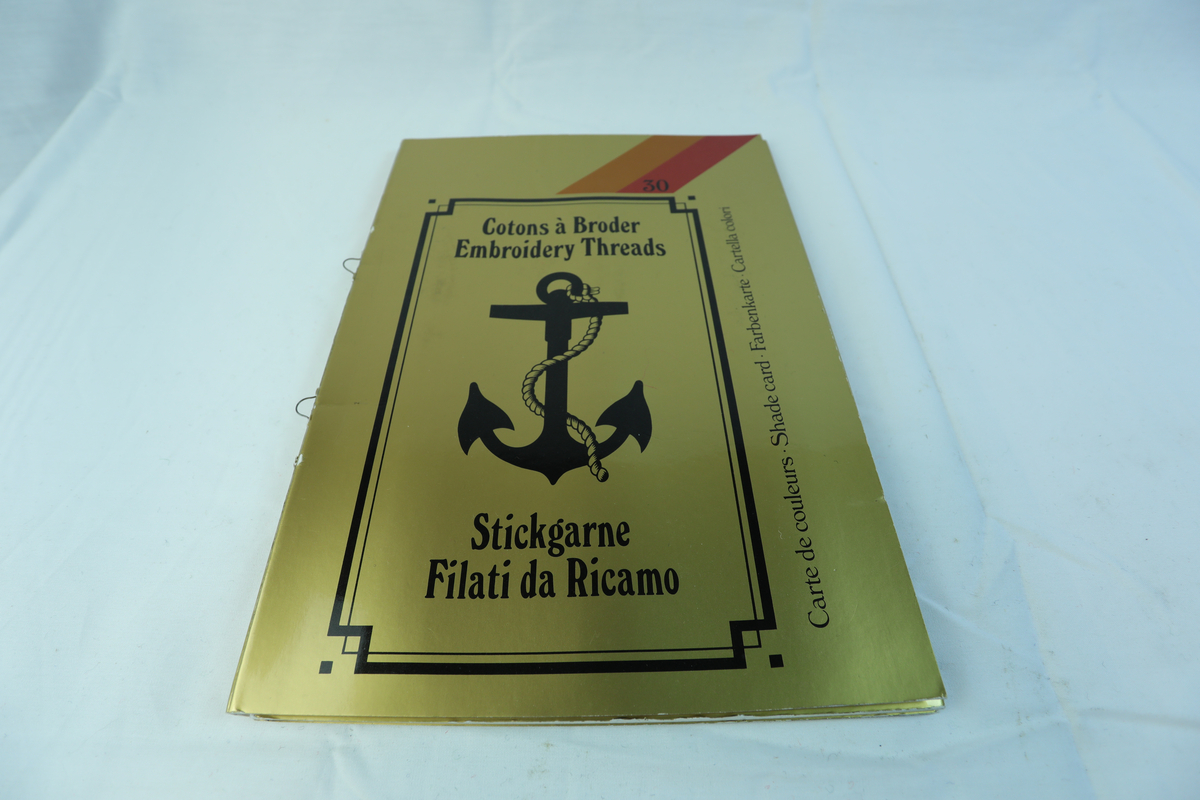 30
Cotons à Broder
Embroidery Threads
Stickgarne
Filati da Ricamo
Carte de couleurs · Shade card · Farbenkarte · Cartella colori